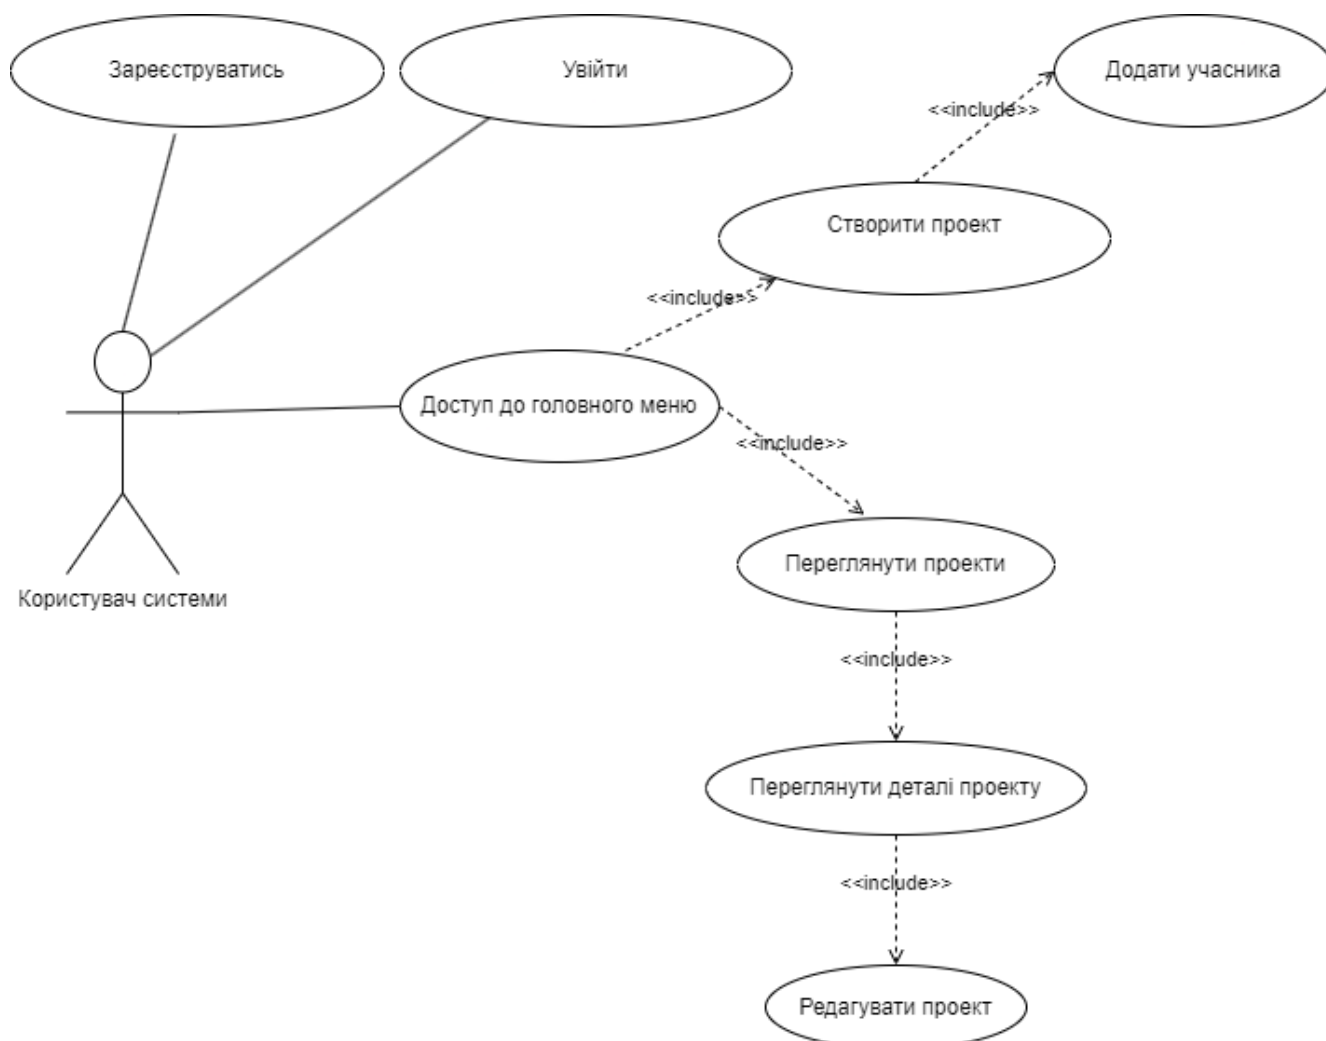 Зареєструватись
Увійти
Додати учасника
<<include>>
Створити проект
<<include>>
Доступ до головного меню
<<include>>
Переглянути проекти
Користувач системи
<<include>>
Переглянути деталі проекту
<<include>>
Редагувати проект